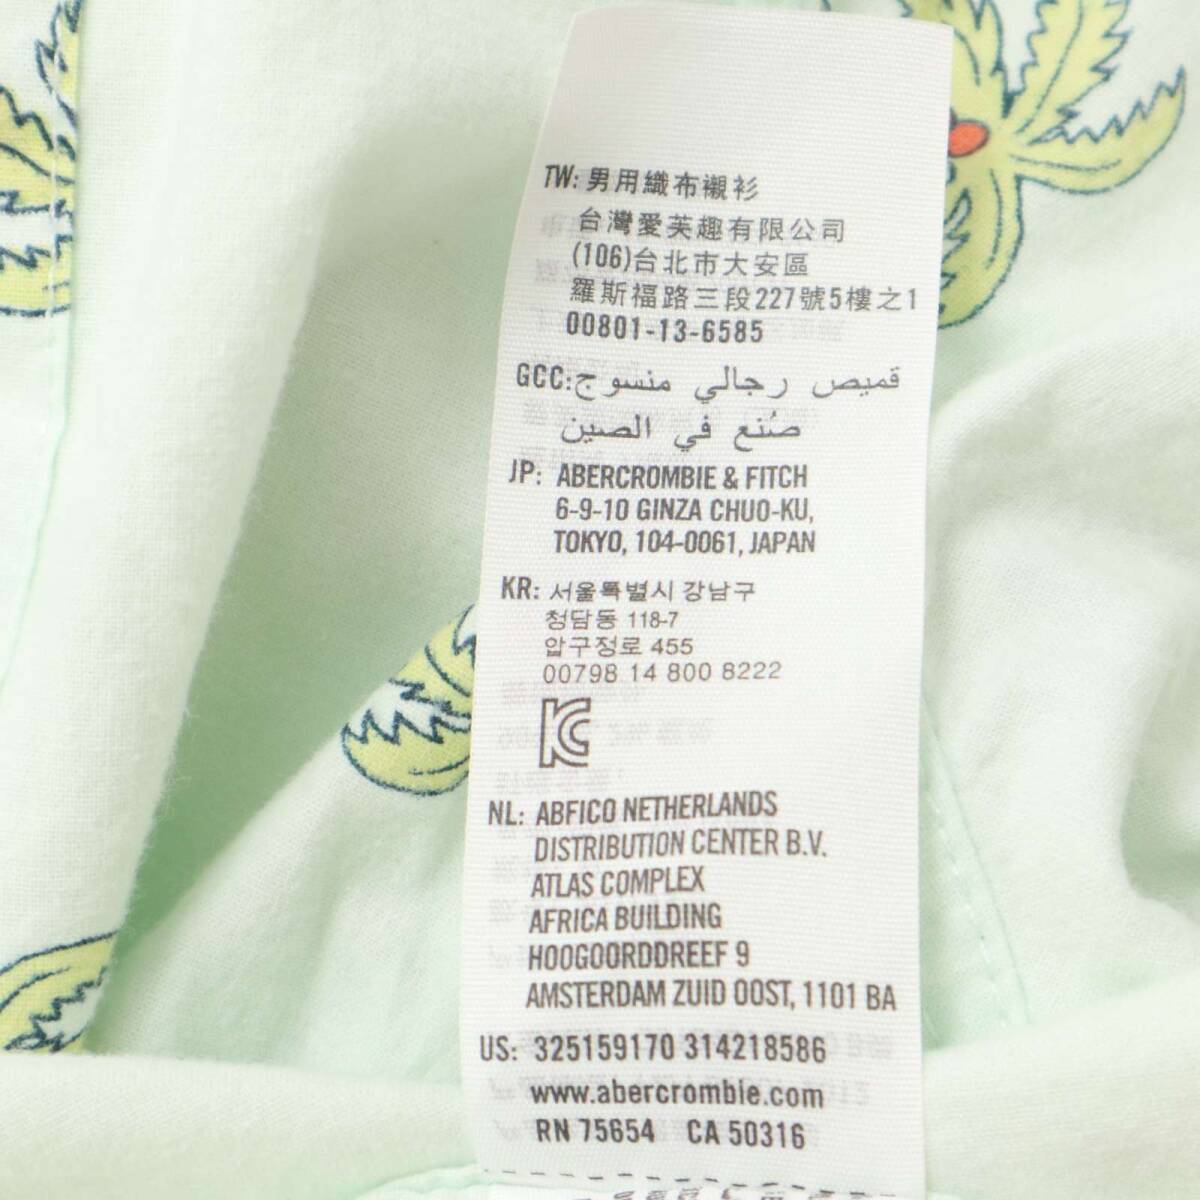 TW: 男用織布襯衫
台灣愛芙趣有限公司
(106)台北市大安區
羅斯福路三段227號5樓之1
00801-13-6585
GCC: قميص رجالي منسوج
صُنع في الصين
JP: ABERCROMBIE & FITCH
6-9-10 GINZA CHUO-KU,
TOKYO, 104-0061, JAPAN
KR: 서울특별시 강남구
청담동 118-7
압구정로 455
00798 14 800 8222
KC
NL: ABFICO NETHERLANDS
DISTRIBUTION CENTER B.V.
ATLAS COMPLEX
AFRICA BUILDING
HOOGOORDDREEF 9
AMSTERDAM ZUID OOST, 1101 BA
US: 325159170 314218586
www.abercrombie.com
RN 75654 CA 50316